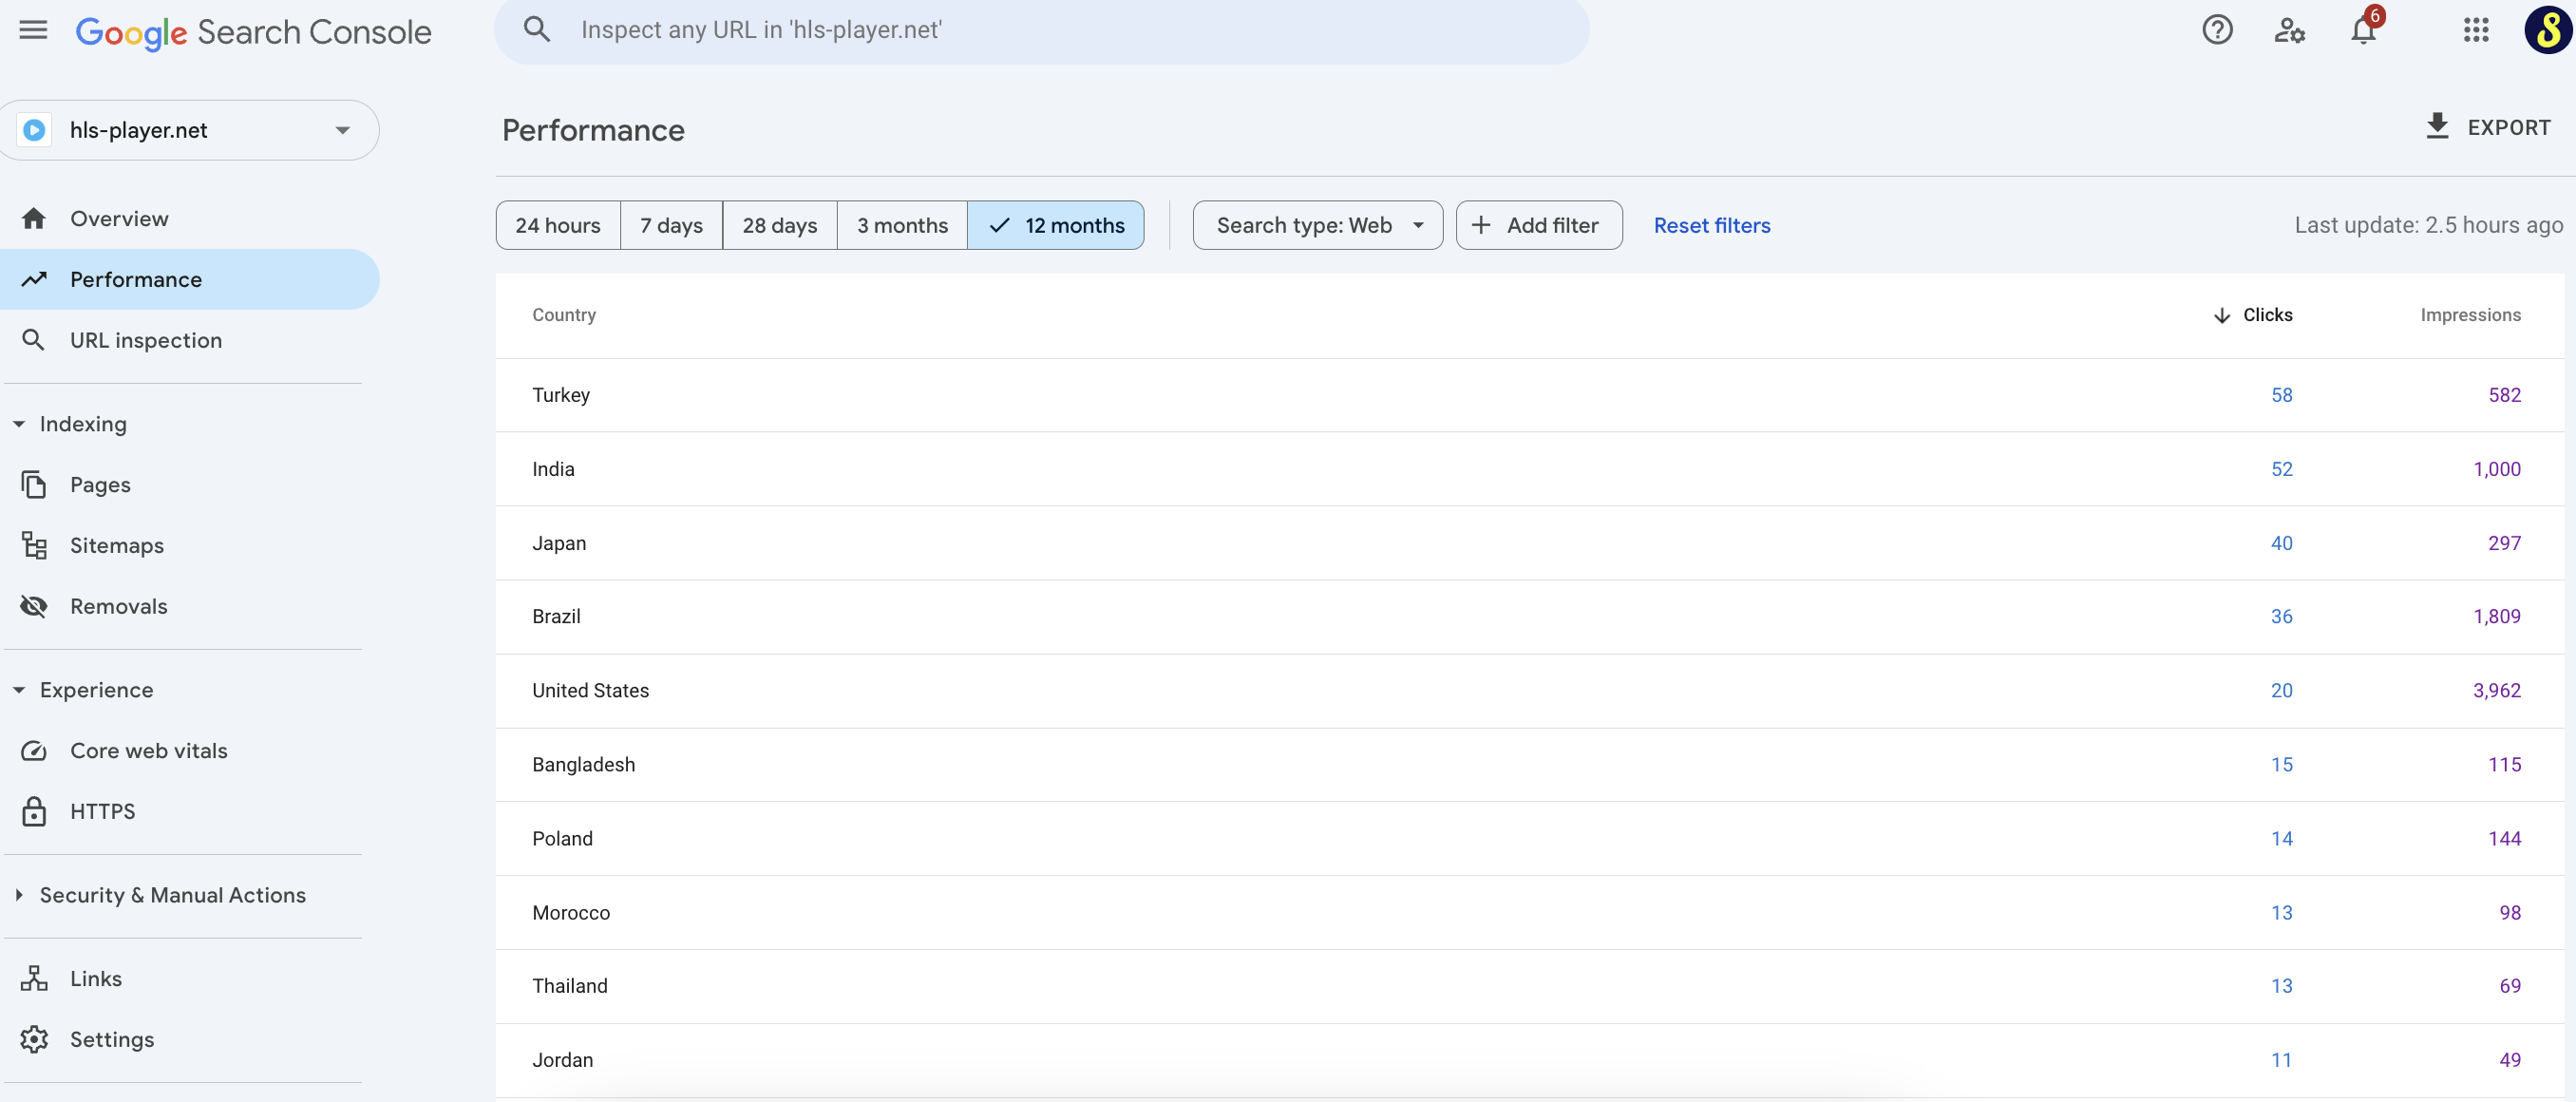 Google Search Console
Inspect any URL in 'hls-player.net'
6
S
hls-player.net
Overview
Performance
URL inspection
Indexing
Pages
Sitemaps
Removals
Experience
Core web vitals
HTTPS
Security & Manual Actions
Links
Settings
Performance
EXPORT
24 hours 7 days 28 days 3 months 12 months Search type: Web Add filter Reset filters Last update: 2.5 hours ago
Country Clicks Impressions
Turkey 58 582
India 52 1,000
Japan 40 297
Brazil 36 1,809
United States 20 3,962
Bangladesh 15 115
Poland 14 144
Morocco 13 98
Thailand 13 69
Jordan 11 49